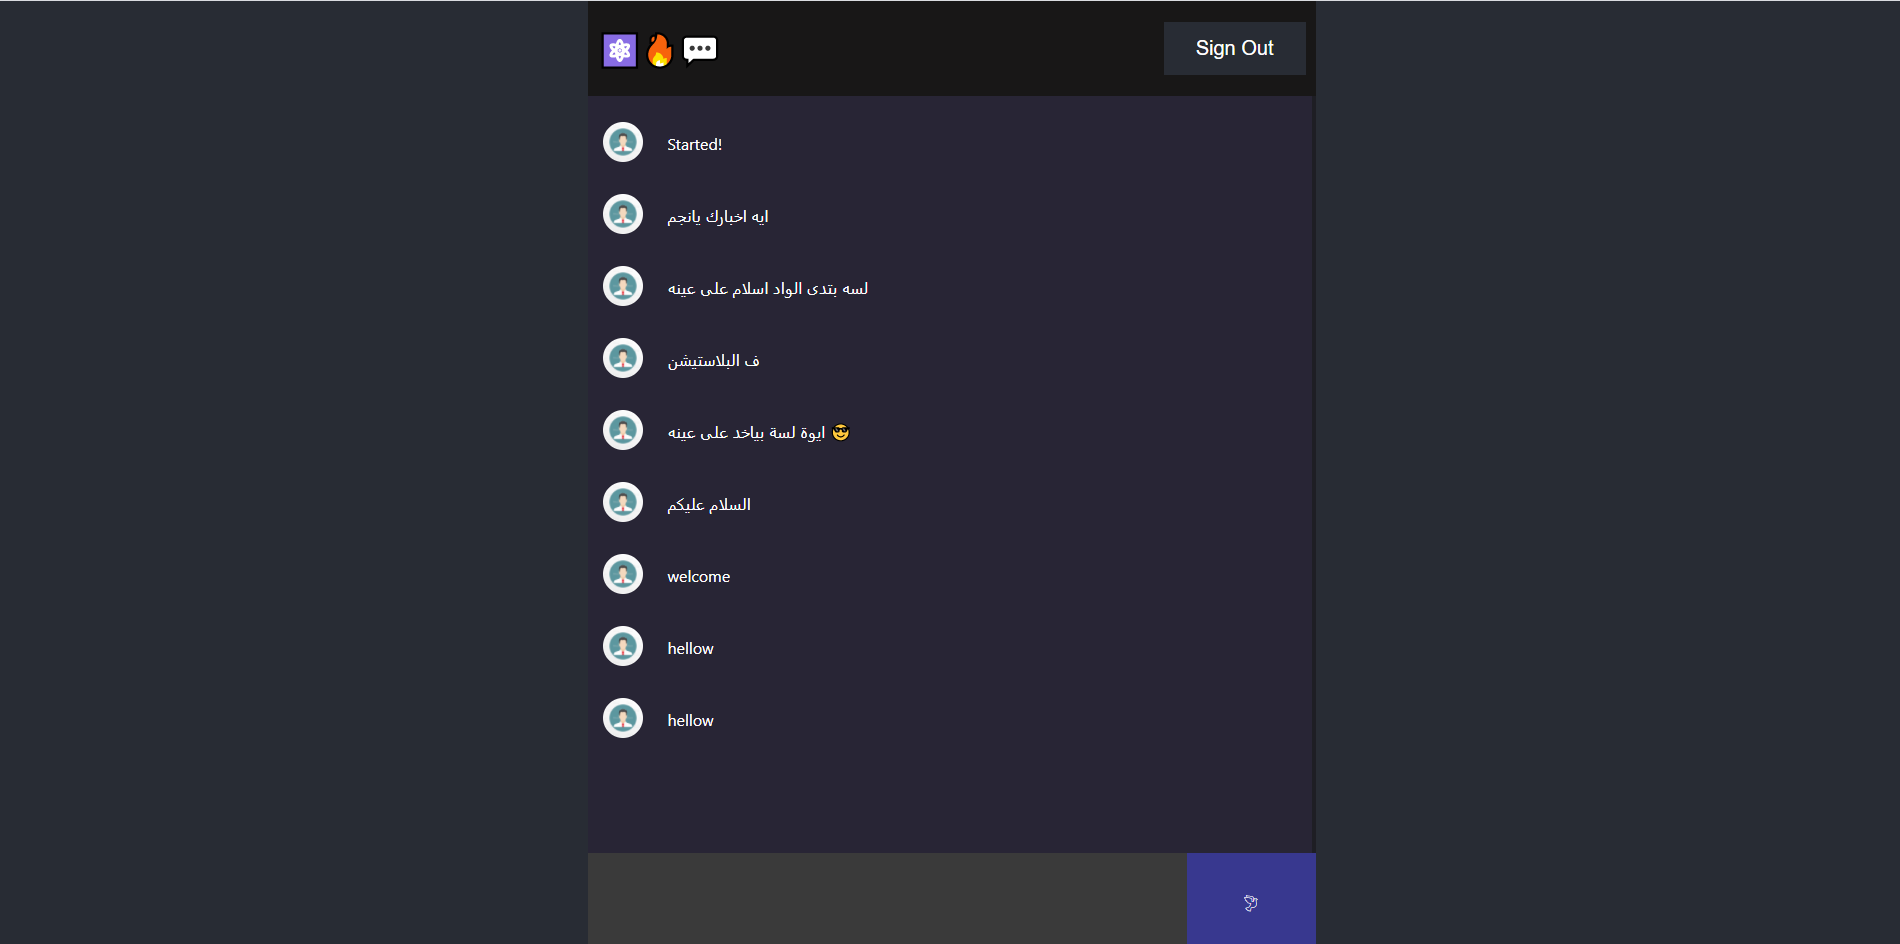 ⚛️🔥💬
Sign Out
Started!
ايه اخبارك يانجم
لسه بتدى الواد اسلام على عينه
ف البلاستيشن
ايوة لسة بياخد على عينه 😎
السلام عليكم
welcome
hellow
hellow
🕊️